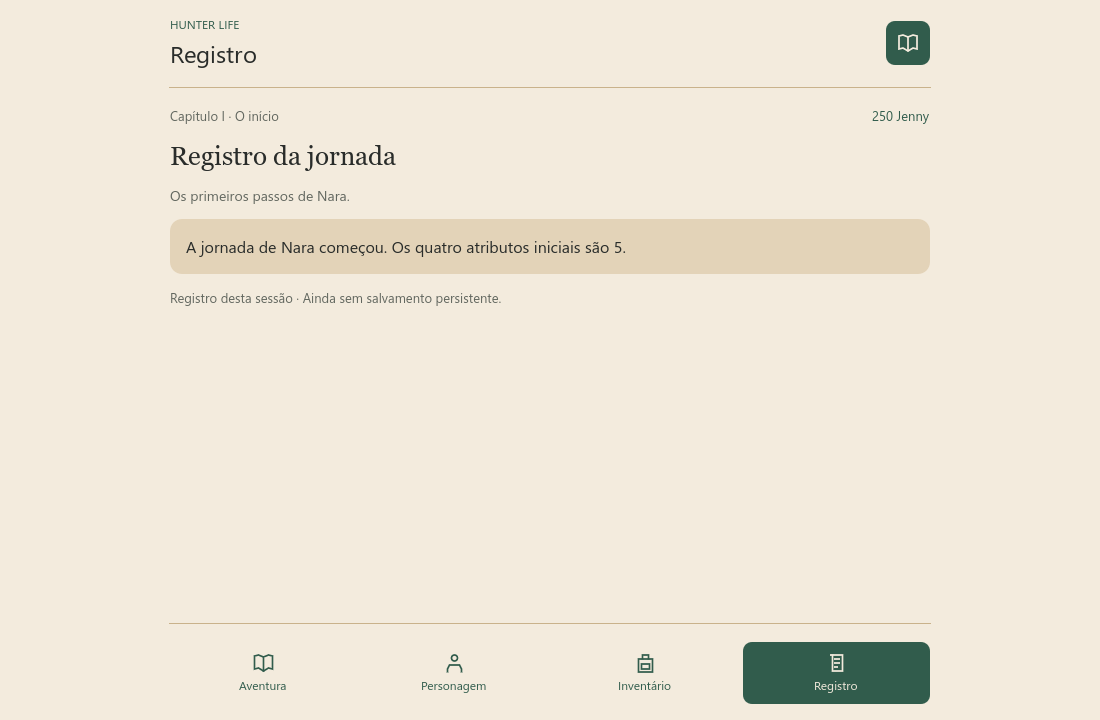 HUNTER LIFE
Registro
Capítulo I · O início
250 Jenny
Registro da jornada
Os primeiros passos de Nara.
A jornada de Nara começou. Os quatro atributos iniciais são 5.
Registro desta sessão · Ainda sem salvamento persistente.
Aventura
Personagem
Inventário
Registro